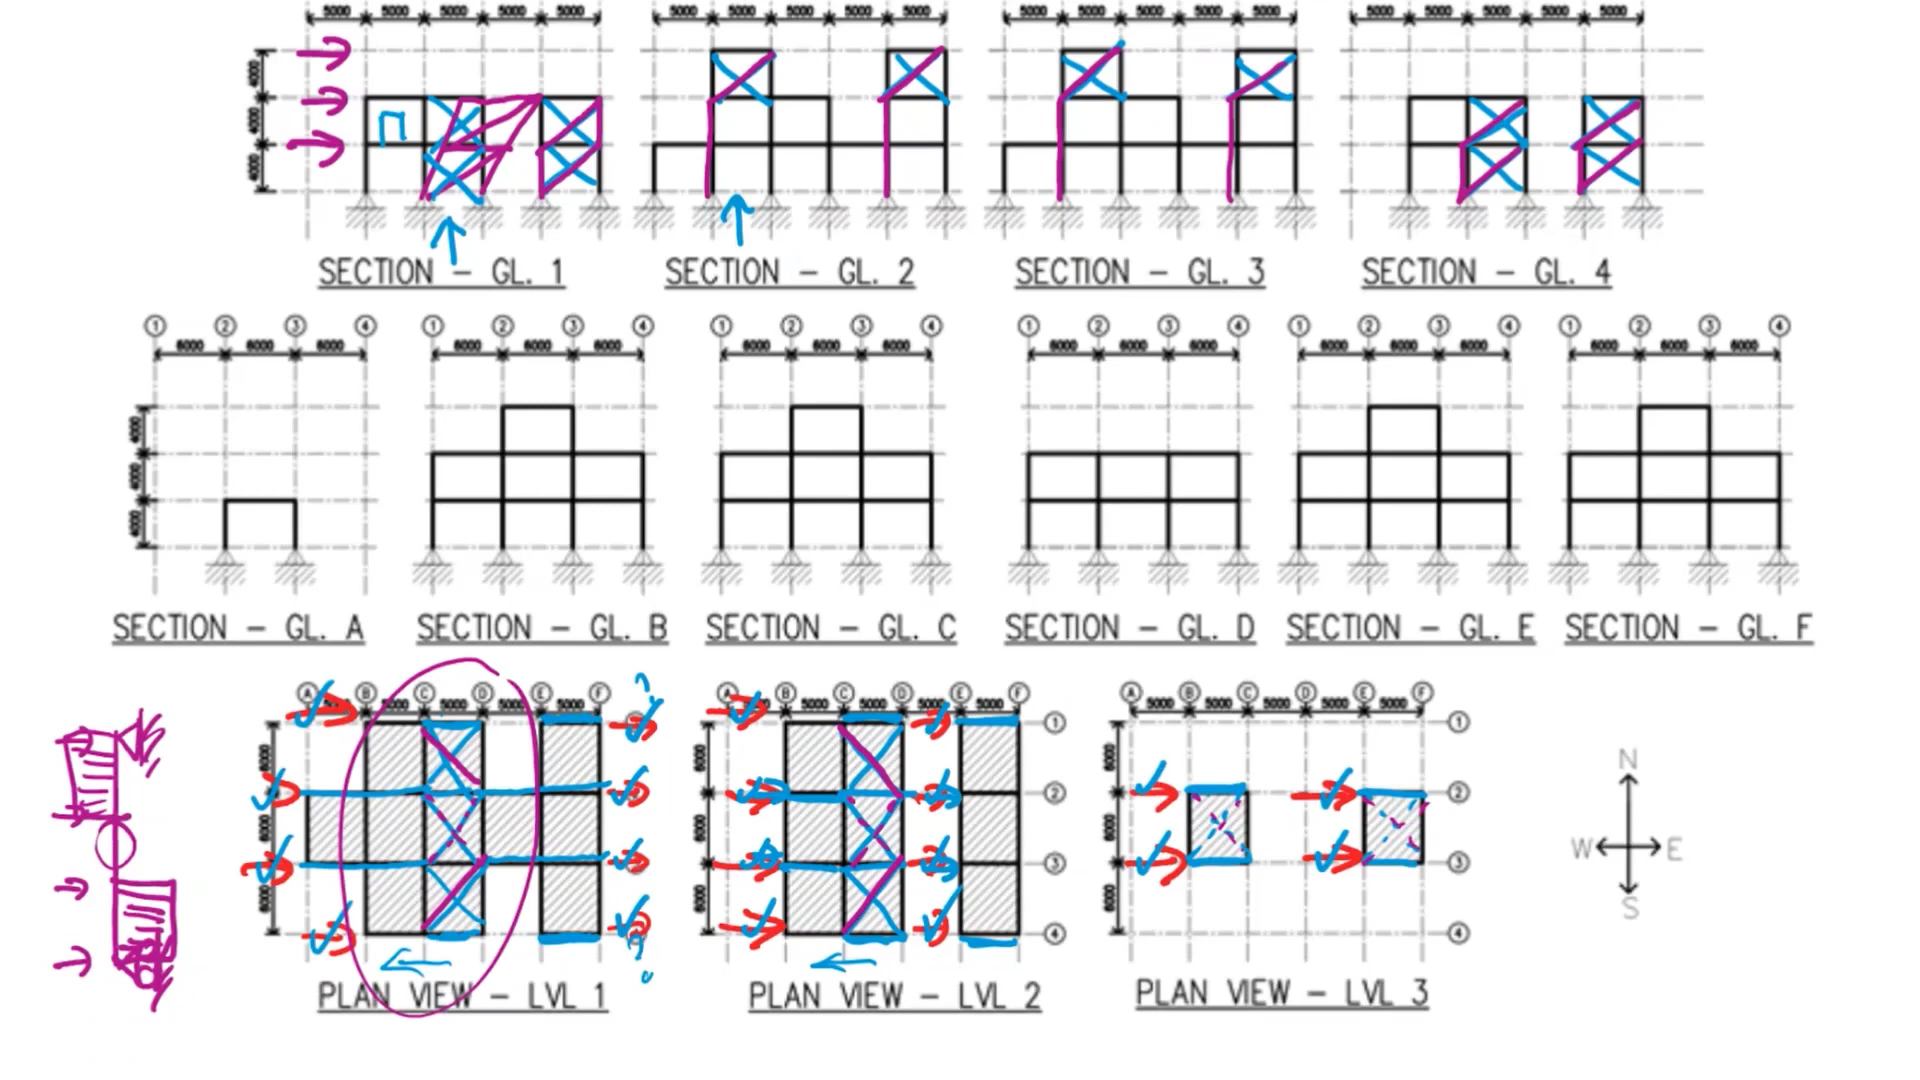 5000 5000 5000 5000 5000
5000 5000 5000 5000 5000
5000 5000 5000 5000 5000
5000 5000 5000 5000 5000
4000
4000
4000
SECTION - GL. 1
SECTION - GL. 2
SECTION - GL. 3
SECTION - GL. 4
1 2 3 4
1 2 3 4
1 2 3 4
1 2 3 4
1 2 3 4
1 2 3 4
6000 6000 6000
6000 6000 6000
6000 6000 6000
6000 6000 6000
6000 6000 6000
6000 6000 6000
4000
4000
4000
SECTION - GL. A
SECTION - GL. B
SECTION - GL. C
SECTION - GL. D
SECTION - GL. E
SECTION - GL. F
A B C D E F
5000 5000 5000 5000
6000
6000
6000
PLAN VIEW - LVL 1
A B C D E F
5000 5000 5000 5000
6000
6000
6000
1
2
3
4
PLAN VIEW - LVL 2
A B C D E F
5000 5000 5000 5000 5000
6000
6000
6000
1
2
3
4
PLAN VIEW - LVL 3
N
W E
S